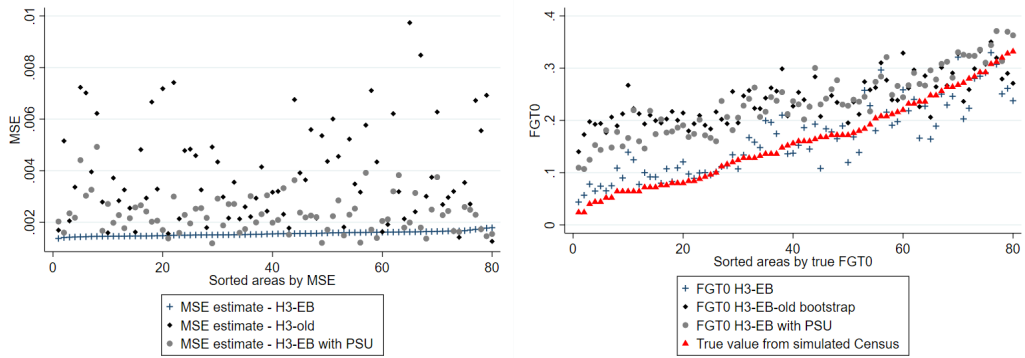 .01
.008
.006
.004
.002
MSE
0
20
40
60
80
Sorted areas by MSE
MSE estimate - H3-EB
MSE estimate - H3-old
MSE estimate - H3-EB with PSU
.4
.3
.2
.1
0
FGT0
0
20
40
60
80
Sorted areas by true FGT0
FGT0 H3-EB
FGT0 H3-EB-old bootstrap
FGT0 H3-EB with PSU
True value from simulated Census